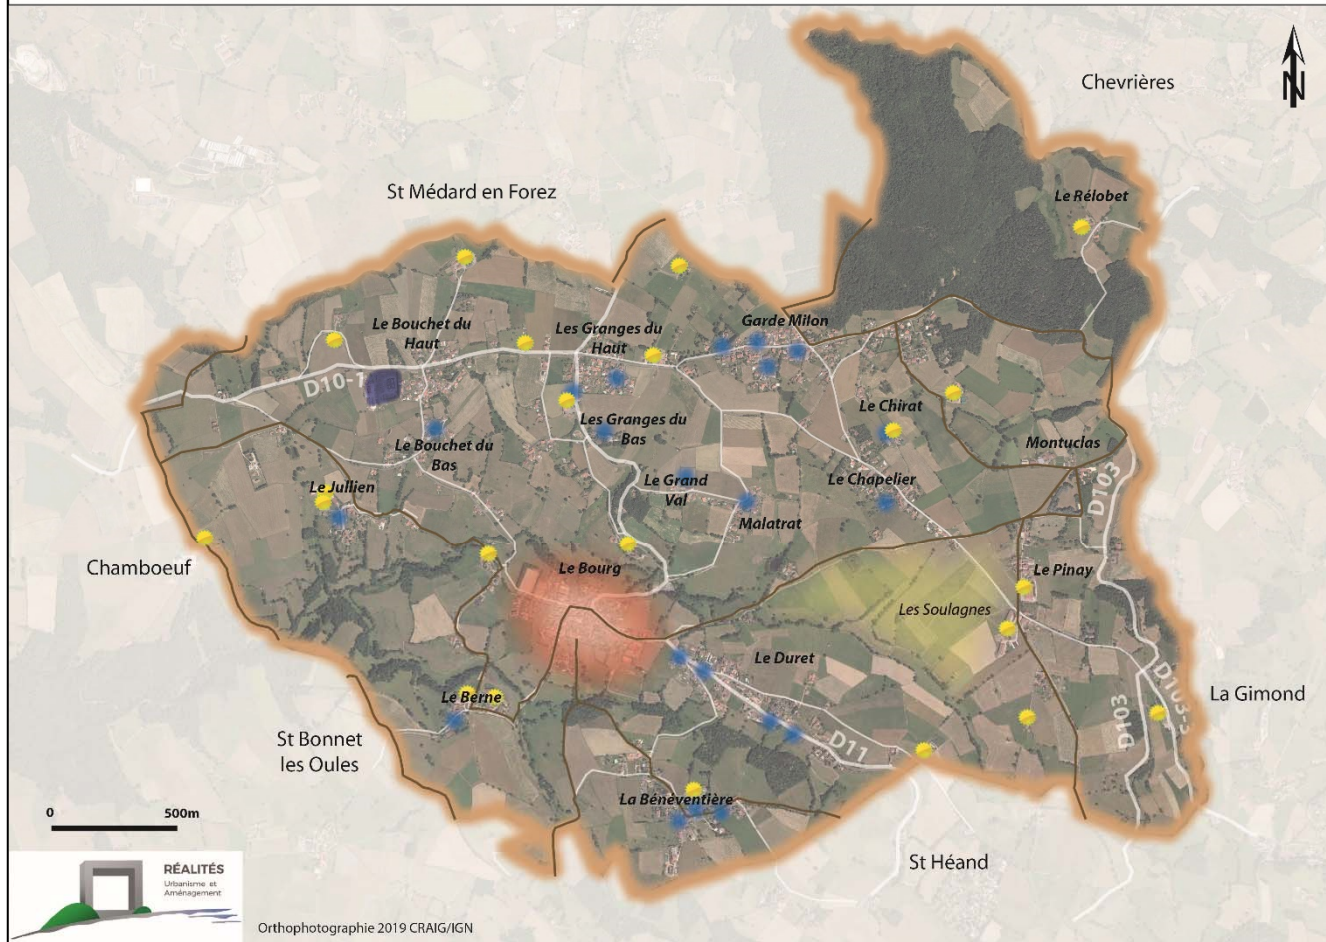 Chevrières
N
St Médard en Forez
Le Rélobet
Le Bouchet du
Haut
Les Granges du
Haut
Garde Milon
D10-1
Le Chirat
Les Granges du
Bas
Le Bouchet du
Bas
Montuclas
Le Jullien
Le Grand
Val
Le Chapelier
D103
Malatrat
Chamboeuf
Le Bourg
Le Pinay
Les Soulagnes
Le Duret
Le Berne
La Gimond
D103-3
D103
St Bonnet
les Oules
D11
La Bénéventière
0 500m
St Héand
RÉALITÉS
Urbanisme et
Aménagement
Orthophotographie 2019 CRAIG/IGN